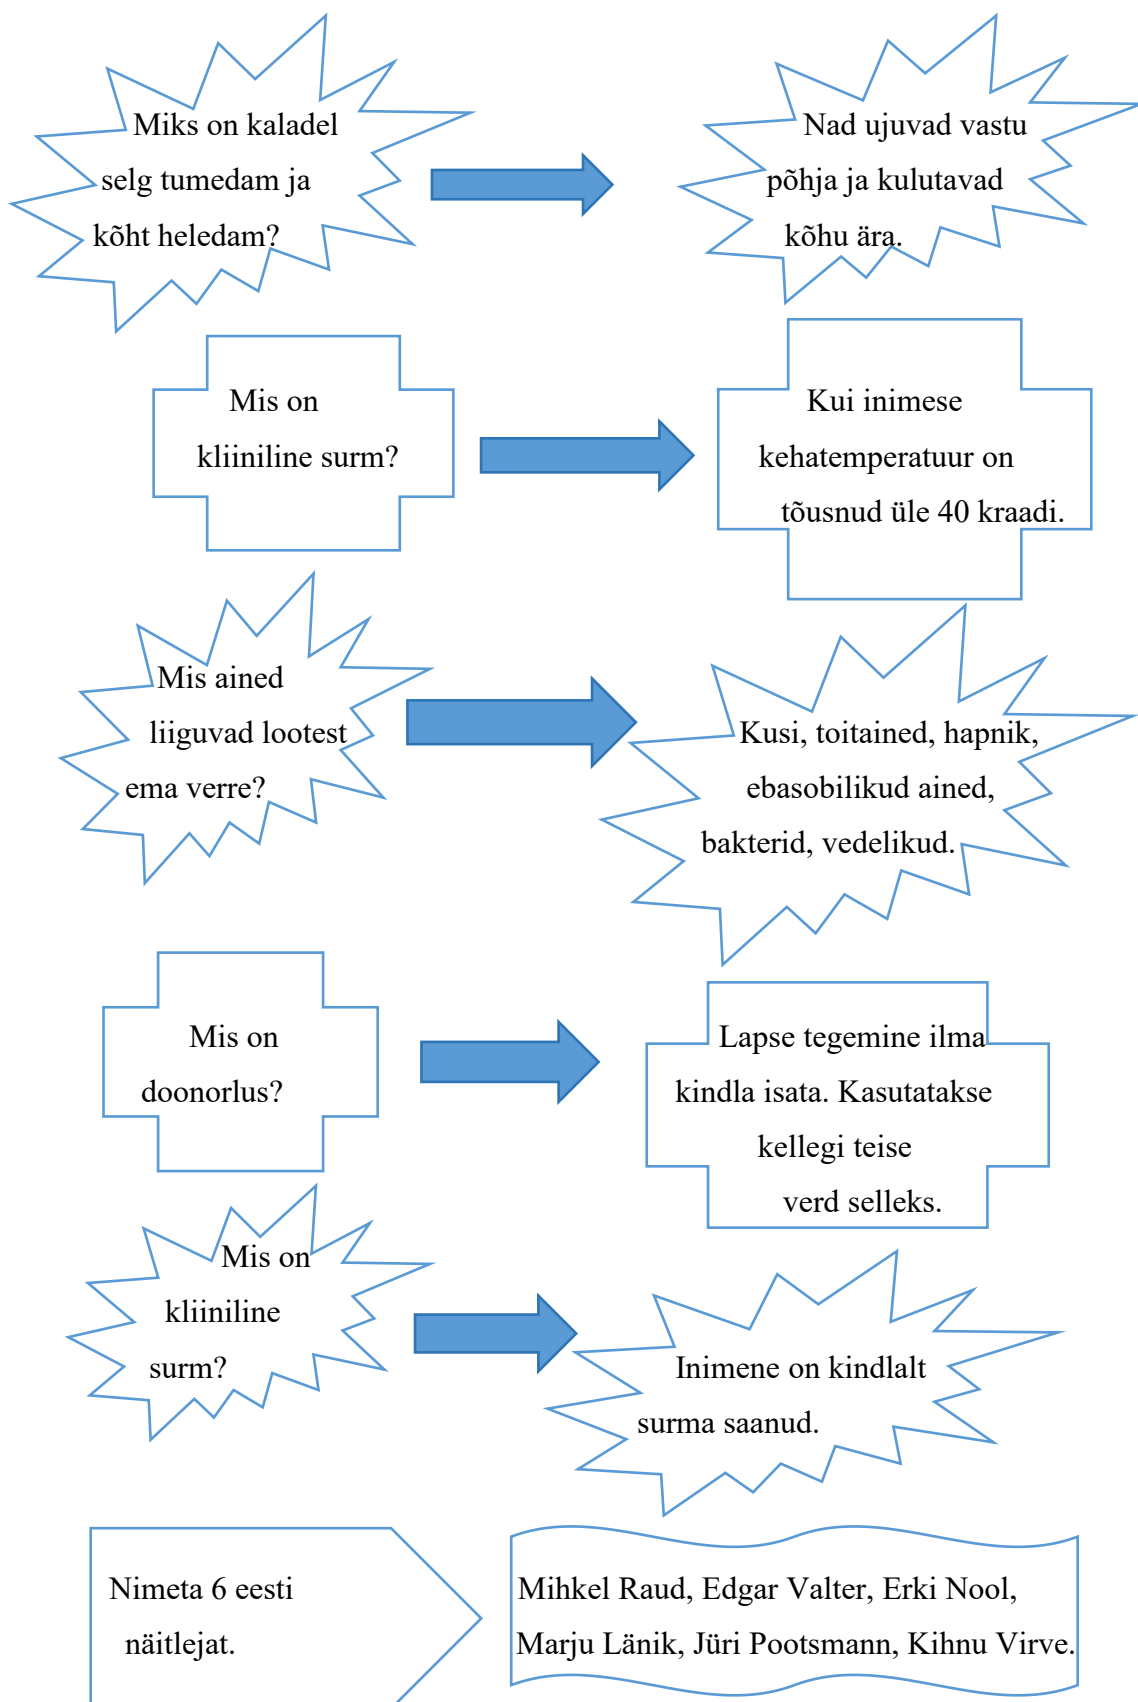 Miks on kaladel
selg tumedam ja
kõht heledam?
Nad ujuvad vastu
põhja ja kulutavad
kõhu ära.
Mis on
kliiniline surm?
Kui inimese
kehatemperatuur on
tõusnud üle 40 kraadi.
Mis ained
liiguvad lootest
ema verre?
Kusi, toitained, hapnik,
ebasobilikud ained,
bakterid, vedelikud.
Mis on
doonorlus?
Lapse tegemine ilma
kindla isata. Kasutatakse
kellegi teise
verd selleks.
Mis on
kliiniline
surm?
Inimene on kindlalt
surma saanud.
Nimeta 6 eesti
näitlejat.
Mihkel Raud, Edgar Valter, Erki Nool,
Marju Länik, Jüri Pootsmann, Kihnu Virve.